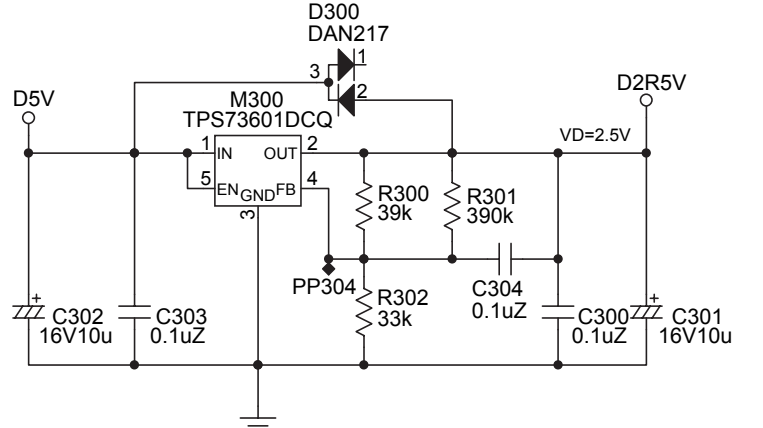 D300
DAN217
1
3
2
D5V
D2R5V
M300
TPS73601DCQ
VD=2.5V
1
IN
OUT
2
5
EN
GND
FB
4
3
R300
39k
R301
390k
PP304
R302
33k
C304
0.1uZ
+
C302
16V10u
C303
0.1uZ
C300
0.1uZ
+
C301
16V10u